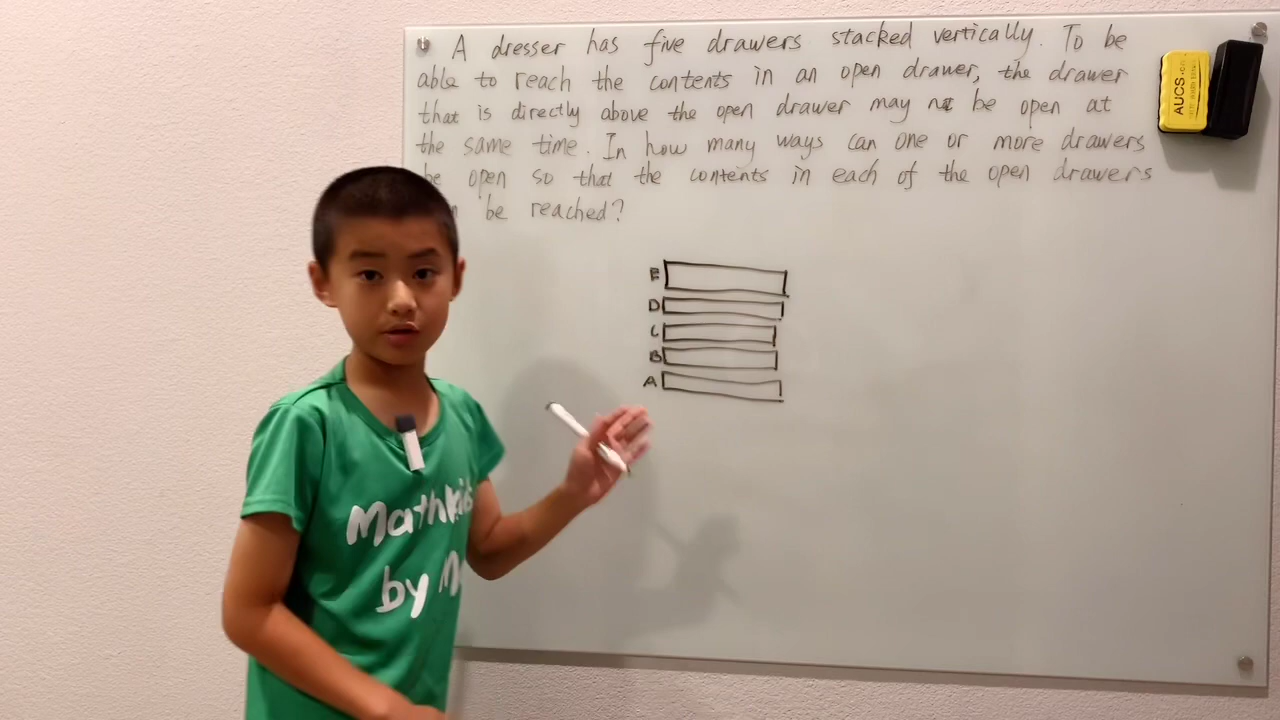 A dresser has five drawers stacked vertically. To be
able to reach the contents in an open drawer, the drawer
that is directly above the open drawer may not be open at
the same time. In how many ways can one or more drawers
be open so that the contents in each of the open drawers
be reached?
E
D
C
B
A
AUCS
MathKids
by